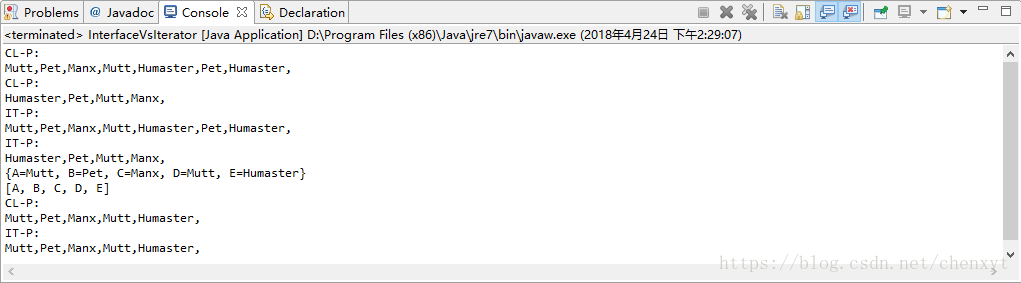 Problems @ Javadoc Console Declaration
<terminated> InterfaceVsIterator [Java Application] D:\Program Files (x86)\Java\jre7\bin\javaw.exe (2018年4月24日 下午2:29:07)
CL-P:
Mutt,Pet,Manx,Mutt,Humaster,Pet,Humaster,
CL-P:
Humaster,Pet,Mutt,Manx,
IT-P:
Mutt,Pet,Manx,Mutt,Humaster,Pet,Humaster,
IT-P:
Humaster,Pet,Mutt,Manx,
{A=Mutt, B=Pet, C=Manx, D=Mutt, E=Humaster}
[A, B, C, D, E]
CL-P:
Mutt,Pet,Manx,Mutt,Humaster,
IT-P:
Mutt,Pet,Manx,Mutt,Humaster,
https://blog.csdn.net/chenxyt